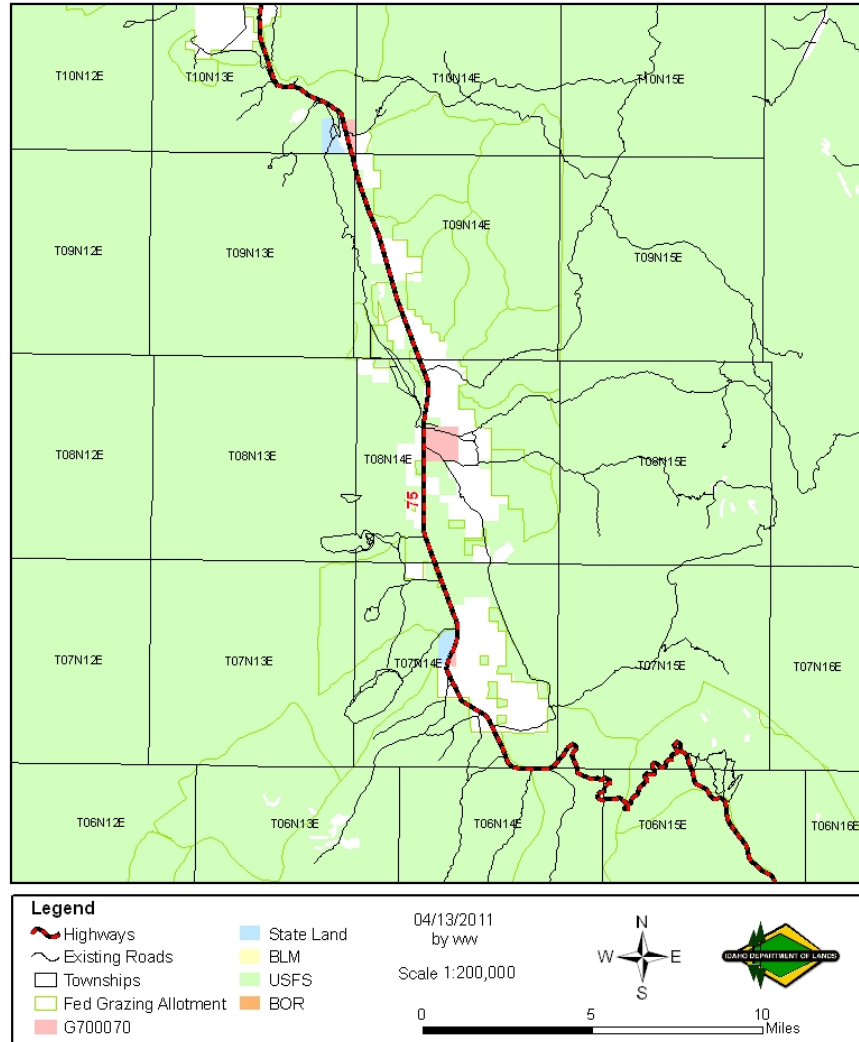 T10N12E
T10N13E
T10N14E
T10N15E
T09N12E
T09N13E
T09N14E
T09N15E
T08N12E
T08N13E
T08N14E
T08N15E
75
T07N12E
T07N13E
T07N14E
T07N15E
T07N16E
T06N12E
T06N13E
T06N14E
T06N15E
T06N16E
Legend
Highways
Existing Roads
Townships
Fed Grazing Allotment
G700070
State Land
BLM
USFS
BOR
04/13/2011
by ww
Scale 1:200,000
N
W E
S
IDAHO DEPARTMENT OF LANDS
0 5 10
Miles